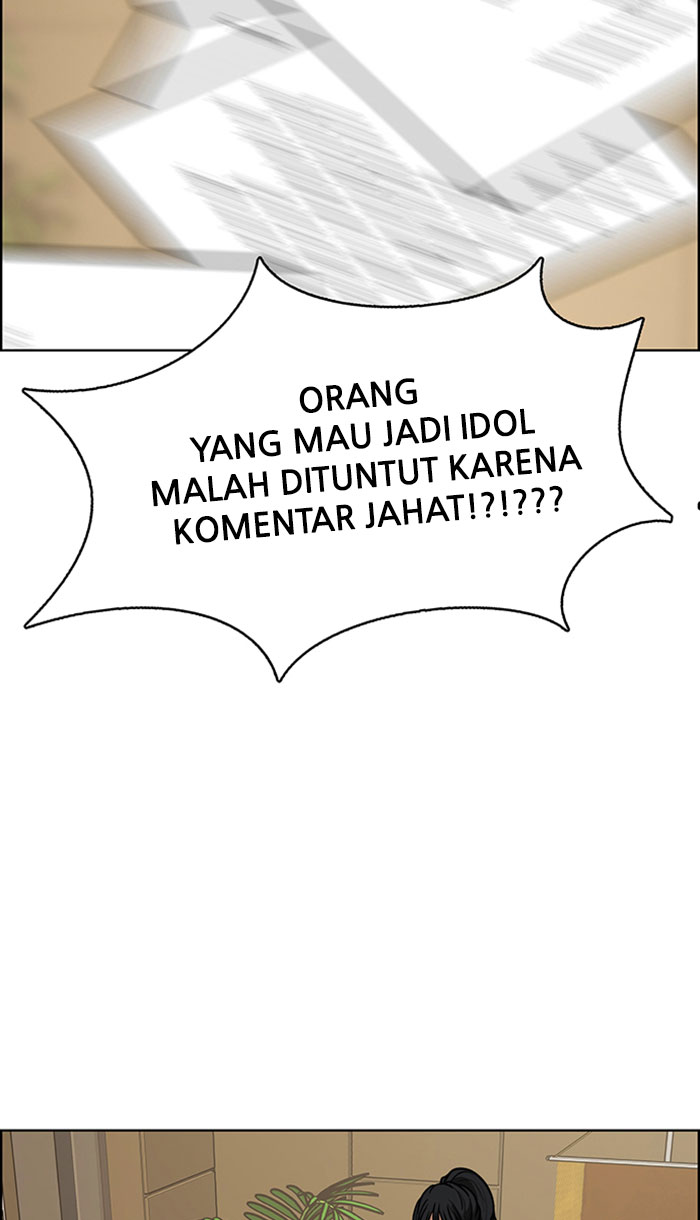 ORANG
YANG MAU JADI IDOL
MALAH DITUNTUT KARENA
KOMENTAR JAHAT!?!???